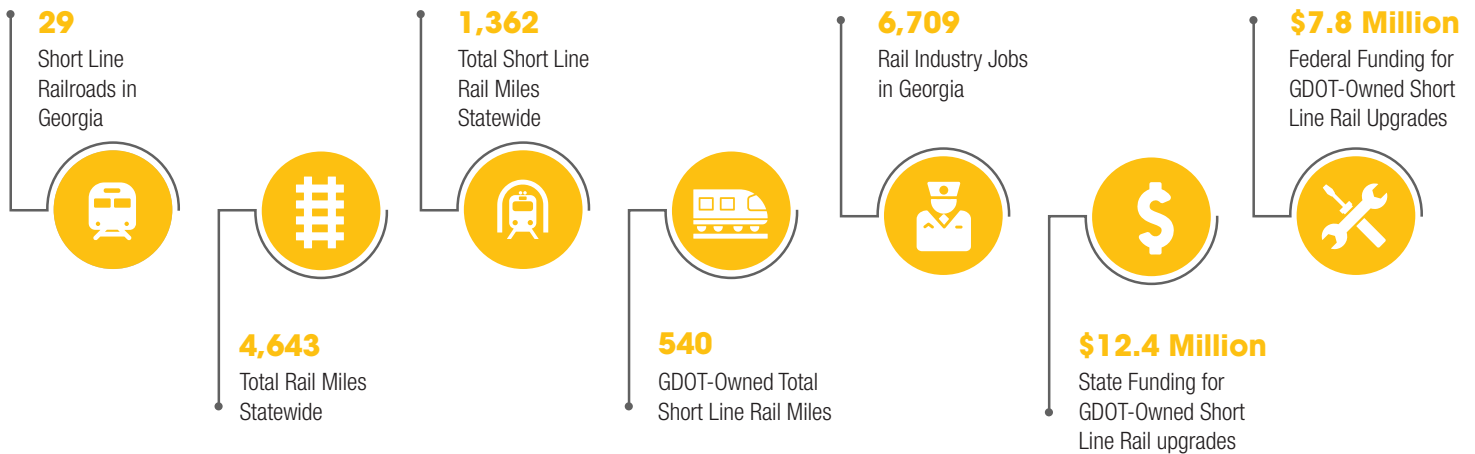 29
Short Line
Railroads in
Georgia
4,643
Total Rail Miles
Statewide
1,362
Total Short Line
Rail Miles
Statewide
540
GDOT-Owned Total
Short Line Rail Miles
6,709
Rail Industry Jobs
in Georgia
$
$12.4 Million
State Funding for
GDOT-Owned Short
Line Rail upgrades
$7.8 Million
Federal Funding for
GDOT-Owned Short
Line Rail Upgrades